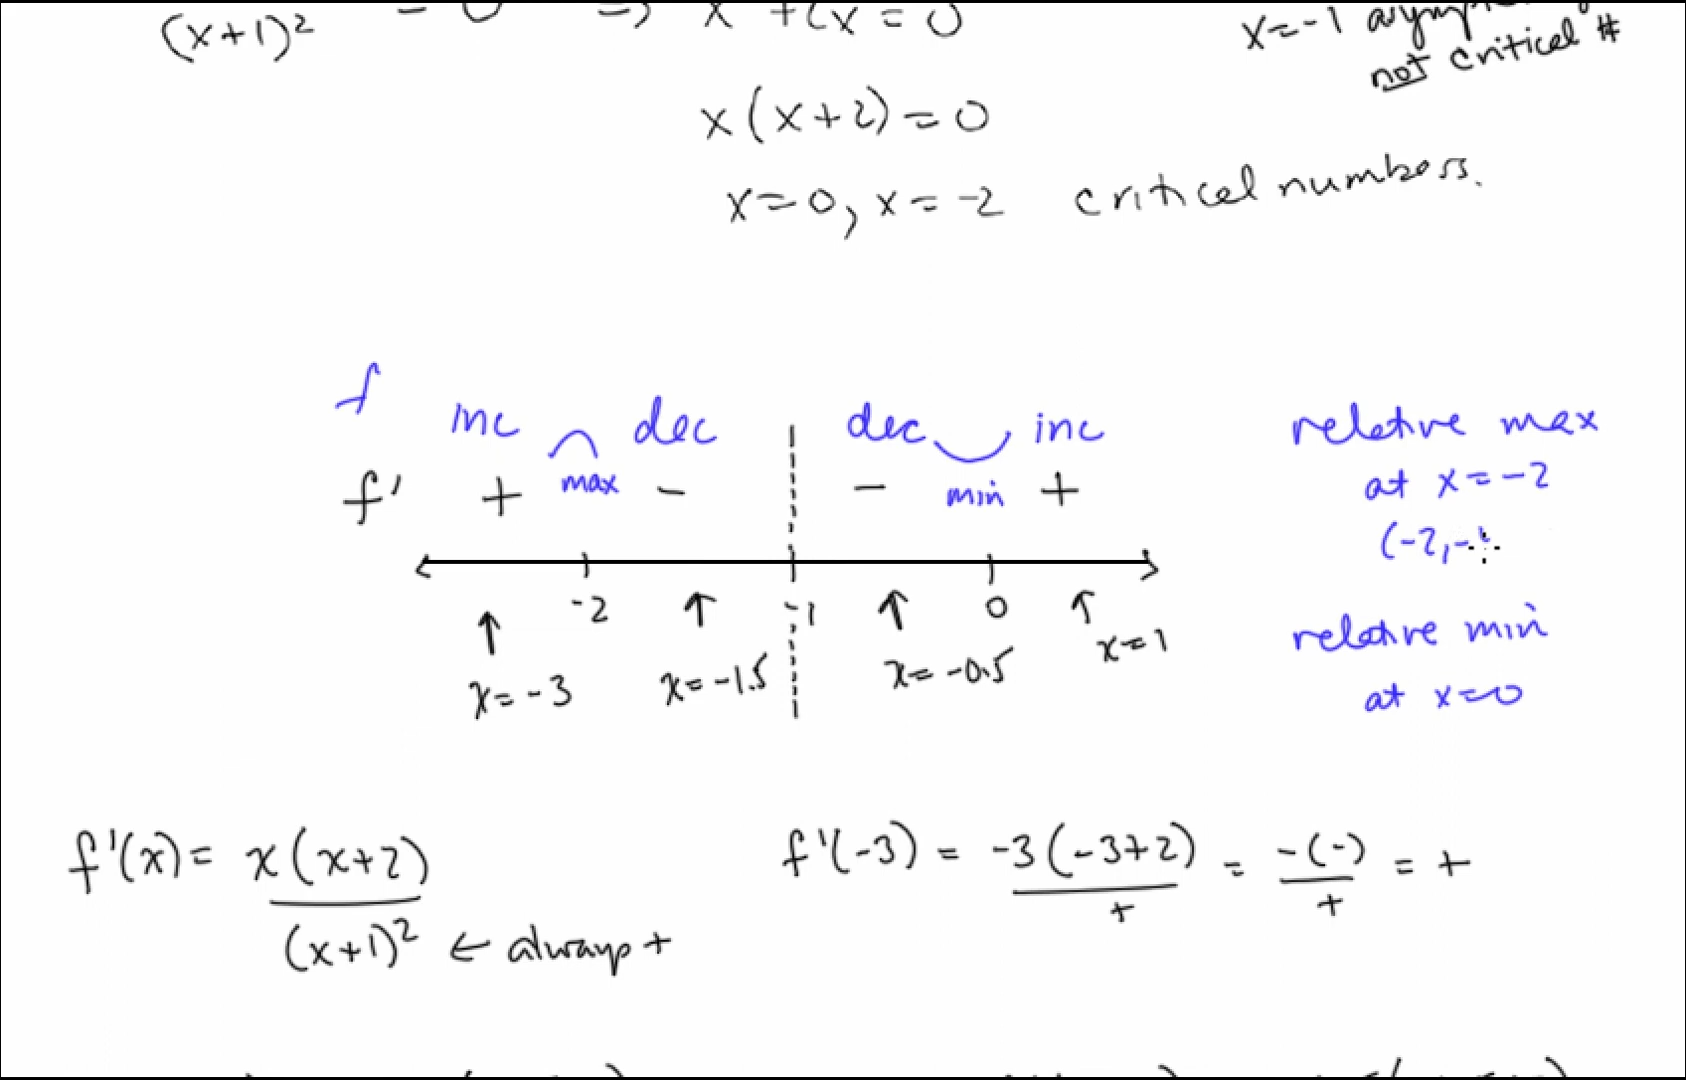 (x+1)²
x=-1
not critical #
x(x+2)=0
x=0, x=-2 critical numbers.
f
inc dec dec inc
f' + max - - min +
relative max
at x=-2
(-2,-
-2 -1 0
x=-3 x=-1.5 x=-0.5 x=1
relative min
at x=0
f'(x)= x(x+2)
(x+1)² ← always +
f'(-3) = -3(-3+2) = -(-) = +
+ +